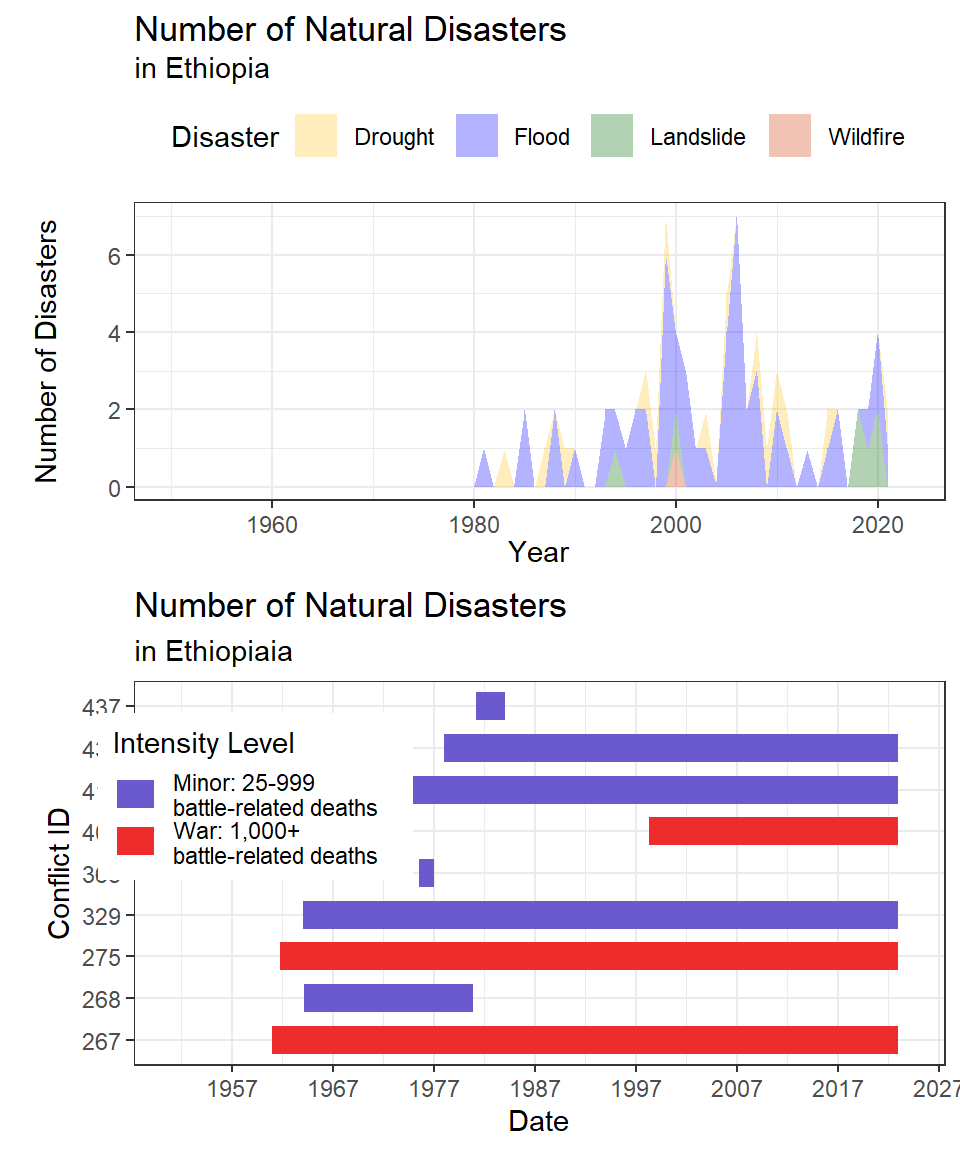 Number of Natural Disasters
in Ethiopia
Disaster Drought Flood Landslide Wildfire
Number of Disasters
6
4
2
0
1960 1980 2000 2020
Year
Number of Natural Disasters
in Ethiopiaia
437
Intensity Level
Minor: 25-999
battle-related deaths
War: 1,000+
battle-related deaths
Conflict ID
329
275
268
267
1957 1967 1977 1987 1997 2007 2017 2027
Date